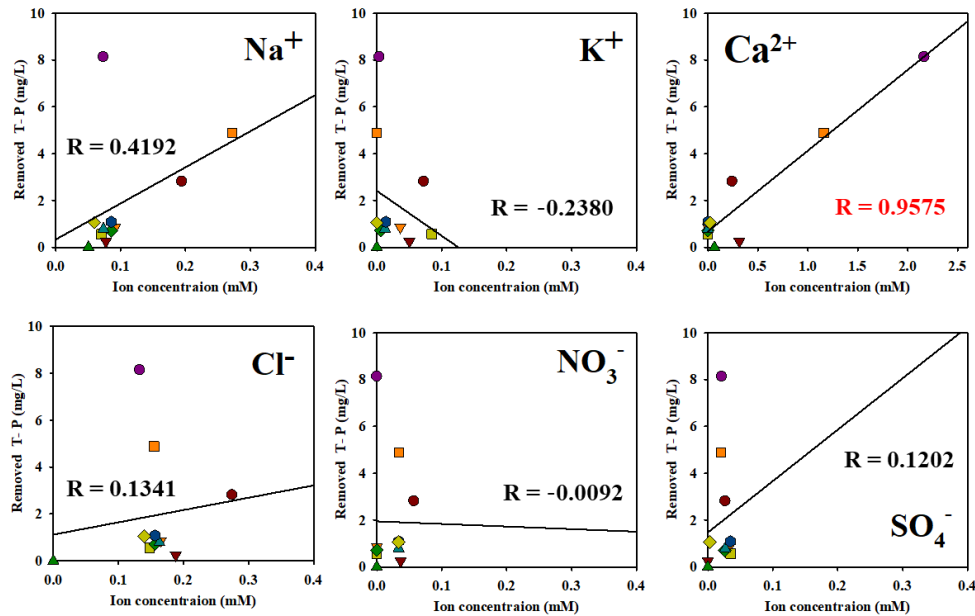 Na+
R = 0.4192
Removed T- P (mg/L)
10
8
6
4
2
0
0.0 0.1 0.2 0.3 0.4
Ion concentraion (mM)
K+
R = -0.2380
Removed T- P (mg/L)
10
8
6
4
2
0
0.0 0.1 0.2 0.3 0.4
Ion concentraion (mM)
Ca2+
R = 0.9575
Removed T- P (mg/L)
10
8
6
4
2
0
0.0 0.5 1.0 1.5 2.0 2.5
Ion concentraion (mM)
Cl-
R = 0.1341
Removed T- P (mg/L)
10
8
6
4
2
0
0.0 0.1 0.2 0.3 0.4
Ion concentraion (mM)
NO3-
R = -0.0092
Removed T- P (mg/L)
10
8
6
4
2
0
0.0 0.1 0.2 0.3 0.4
Ion concentraion (mM)
R = 0.1202
SO4-
Removed T- P (mg/L)
10
8
6
4
2
0
0.0 0.1 0.2 0.3 0.4
Ion concentraion (mM)